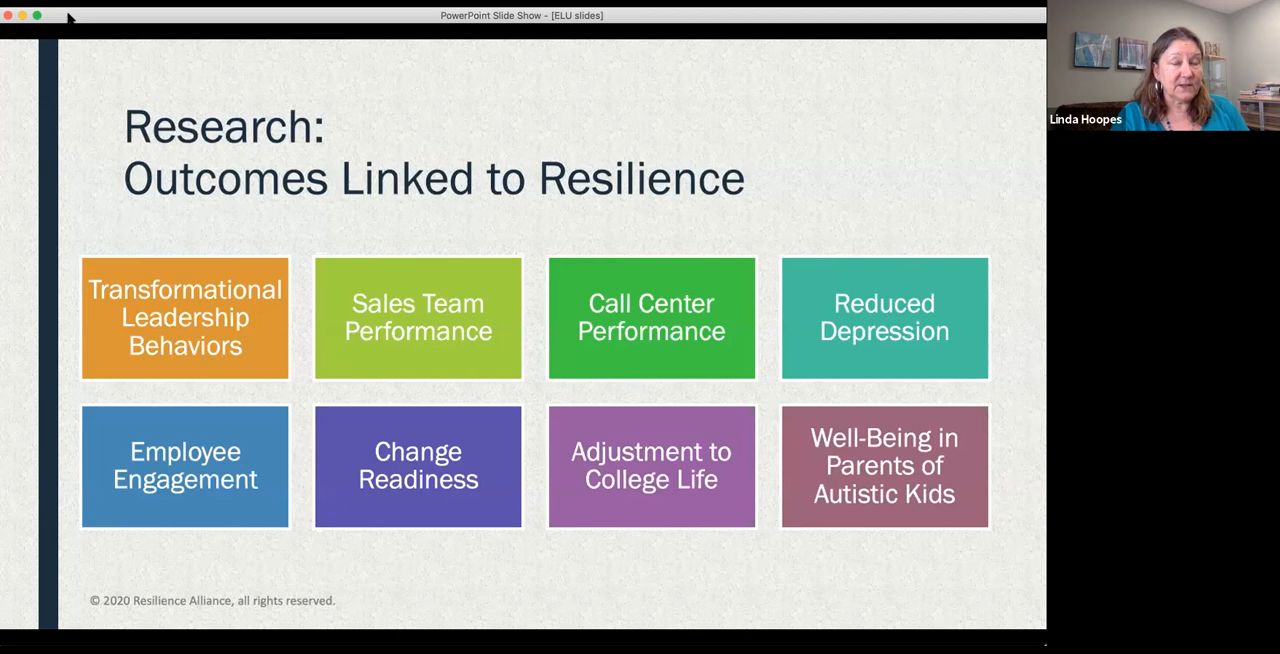 PowerPoint Slide Show - [ELU slides]
Linda Hoopes
Research:
Outcomes Linked to Resilience
Transformational
Leadership
Behaviors
Sales Team
Performance
Call Center
Performance
Reduced
Depression
Employee
Engagement
Change
Readiness
Adjustment to
College Life
Well-Being in
Parents of
Autistic Kids
© 2020 Resilience Alliance, all rights reserved.